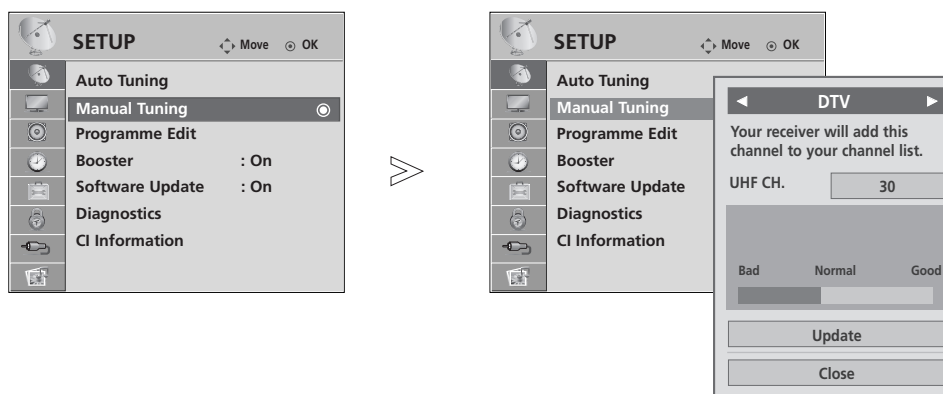 SETUP Move OK
Auto Tuning
Manual Tuning
Programme Edit
Booster : On
Software Update : On
Diagnostics
CI Information
SETUP Move OK
Auto Tuning
Manual Tuning
Programme Edit
Booster
Software Update
Diagnostics
CI Information
◄ DTV ►
Your receiver will add this
channel to your channel list.
UHF CH. 30
Bad Normal Good
Update
Close